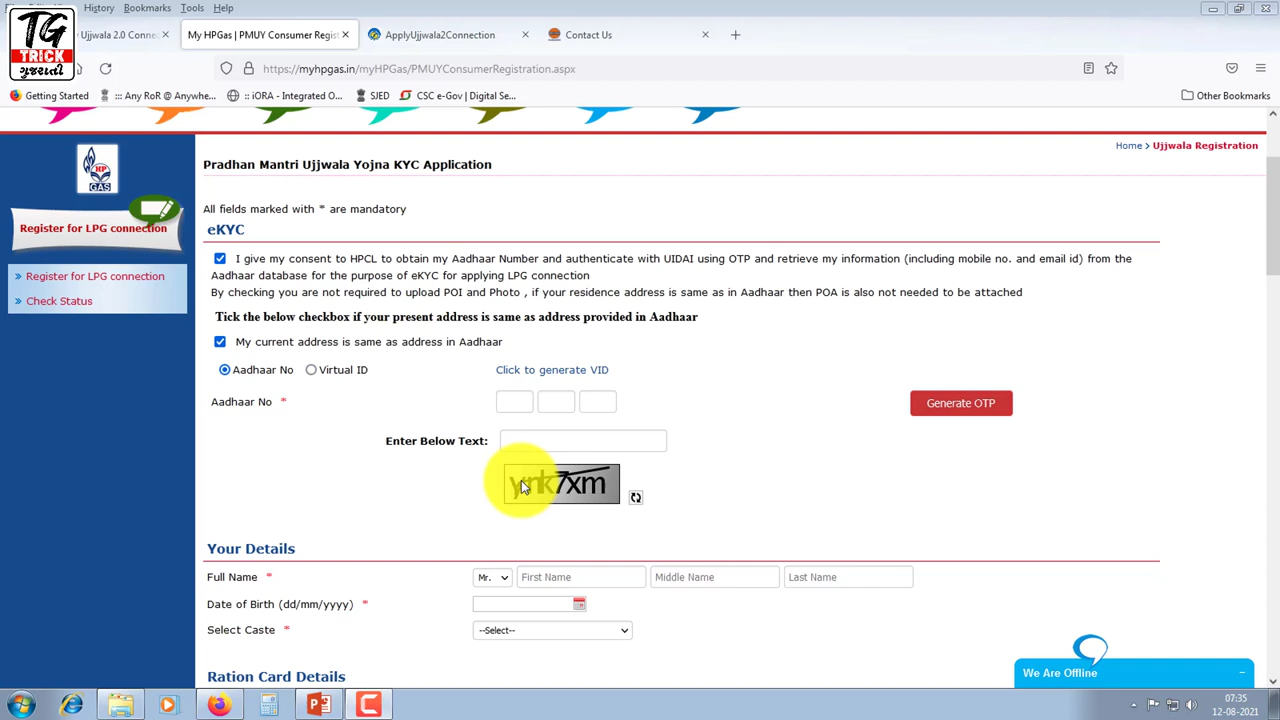 File Edit View History Bookmarks Tools Help
TG
TRICK
ગુજરાતી
Ujjwala 2.0 Conne
My HPGas | PMUY Consumer Regist
ApplyUjjwala2Connection
Contact Us
https://myhpgas.in/myHPGas/PMUYConsumerRegistration.aspx
Getting Started
::: Any RoR @ Anywhe...
:: iORA - Integrated O...
SJED
CSC e-Gov | Digital Se...
Other Bookmarks
Home > Ujjwala Registration
HP
GAS
Register for LPG connection
» Register for LPG connection
» Check Status
Pradhan Mantri Ujjwala Yojna KYC Application
All fields marked with * are mandatory
eKYC
I give my consent to HPCL to obtain my Aadhaar Number and authenticate with UIDAI using OTP and retrieve my information (including mobile no. and email id) from the
Aadhaar database for the purpose of eKYC for applying LPG connection
By checking you are not required to upload POI and Photo , if your residence address is same as in Aadhaar then POA is also not needed to be attached
Tick the below checkbox if your present address is same as address provided in Aadhaar
My current address is same as address in Aadhaar
Aadhaar No Virtual ID Click to generate VID
Aadhaar No * Generate OTP
Enter Below Text:
ynk7xm
Your Details
Full Name * Mr. First Name Middle Name Last Name
Date of Birth (dd/mm/yyyy) *
Select Caste * --Select--
Ration Card Details
We Are Offline
07:35
12-08-2021